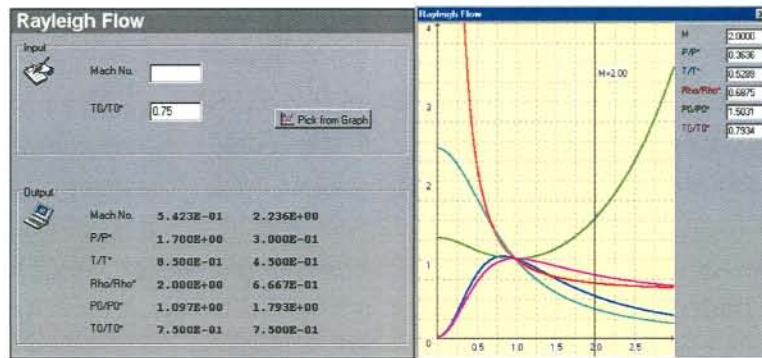 Rayleigh Flow
Input
Mach No.
T0/T0* 0.75
Pick from Graph
Output
Mach No. 5.423E-01 2.236E+00
P/P* 1.700E+00 3.000E-01
T/T* 8.500E-01 4.500E-01
Rho/Rho* 2.000E+00 6.667E-01
P0/P0* 1.097E+00 1.793E+00
T0/T0* 7.500E-01 7.500E-01
Rayleigh Flow
4
3
2
1
0
0.5 1.0 1.5 2.0 2.5
M=2.00
M 2.0000
P/P* 0.3636
T/T* 0.5289
Rho/Rho* 0.6875
P0/P0* 1.5031
T0/T0* 0.7934